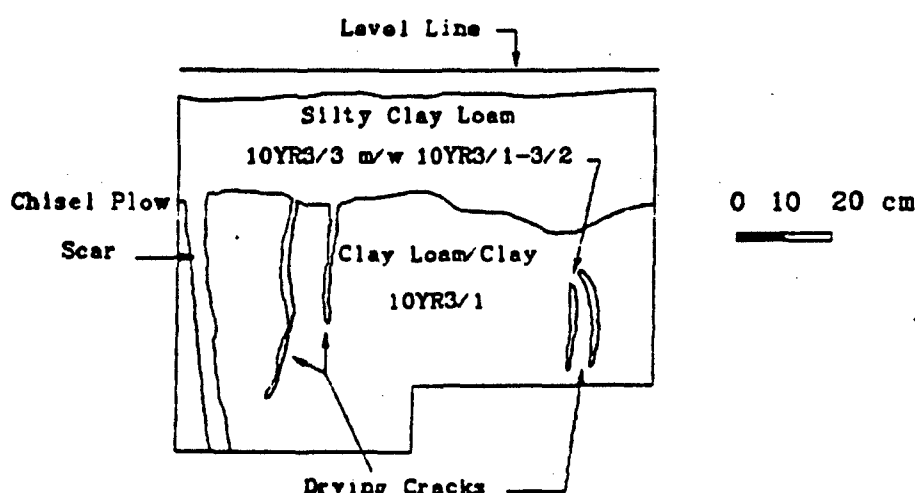 Level Line
Silty Clay Loam
10YR3/3 m/w 10YR3/1-3/2
Chisel Plow
Scar
0 10 20 cm
Clay Loam/Clay
10YR3/1
Drying Cracks